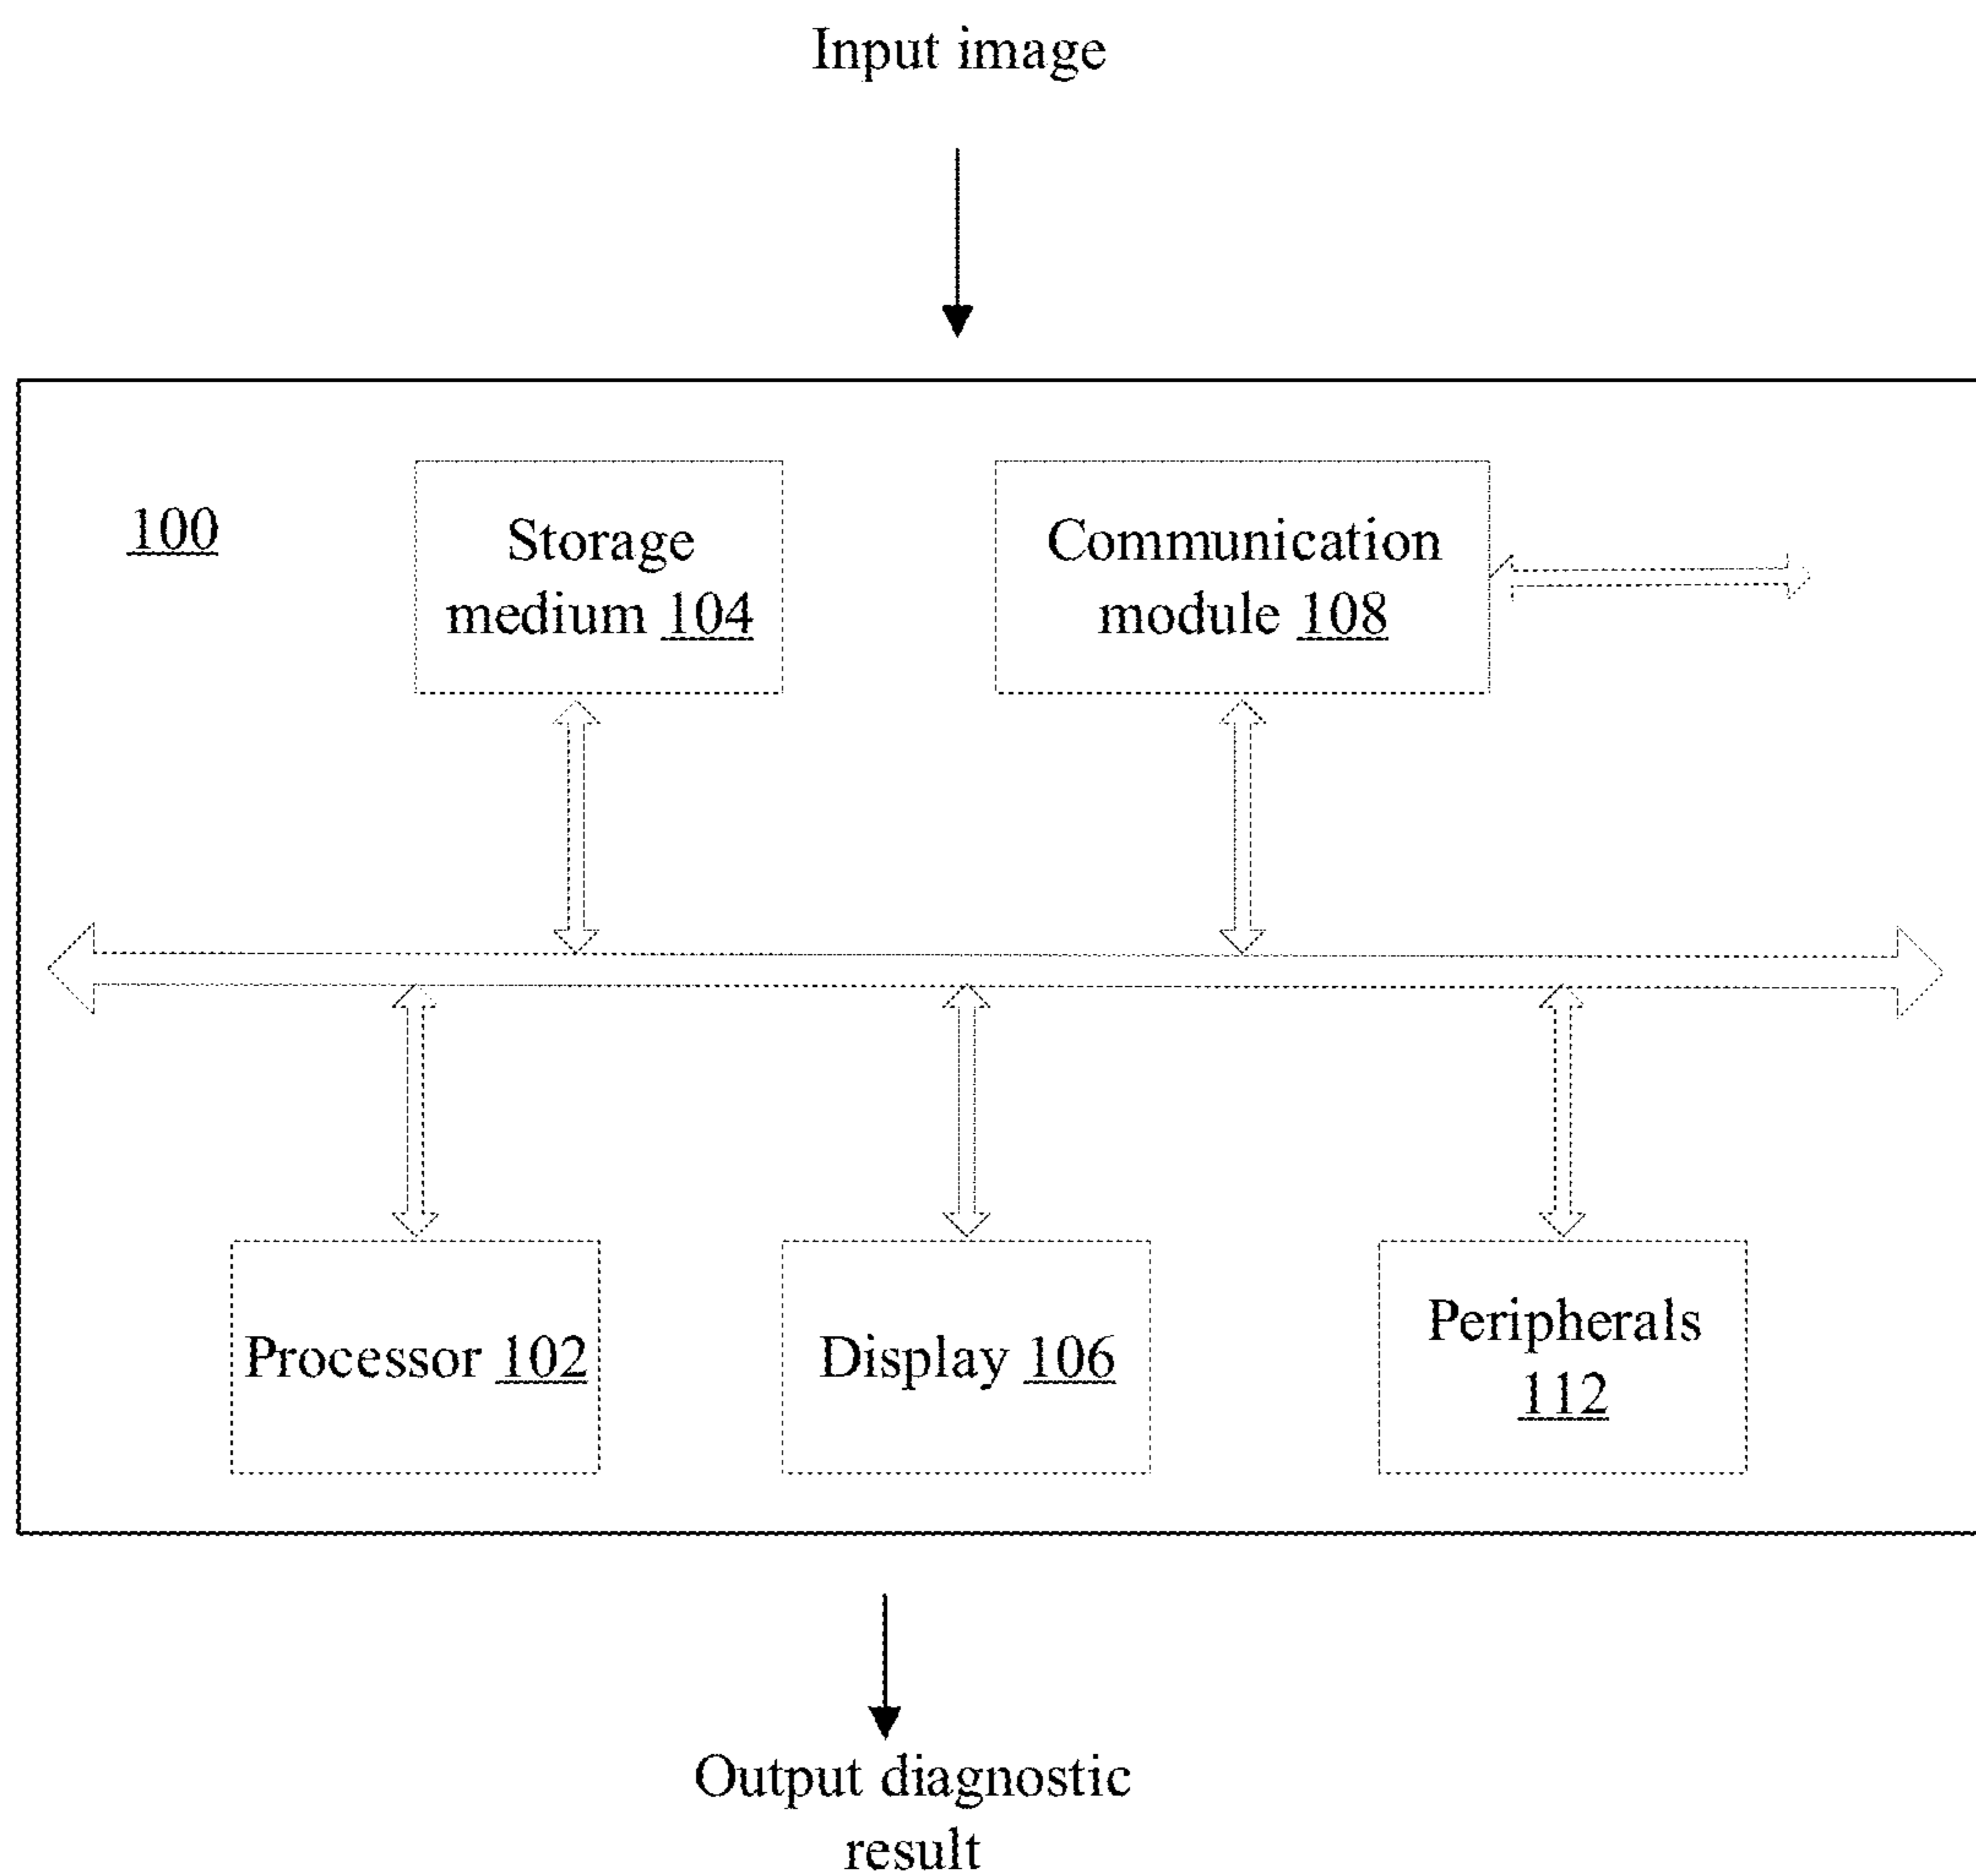 Input image
100
Storage
medium 104
Communication
module 108
Processor 102
Display 106
Peripherals
112
Output diagnostic
result